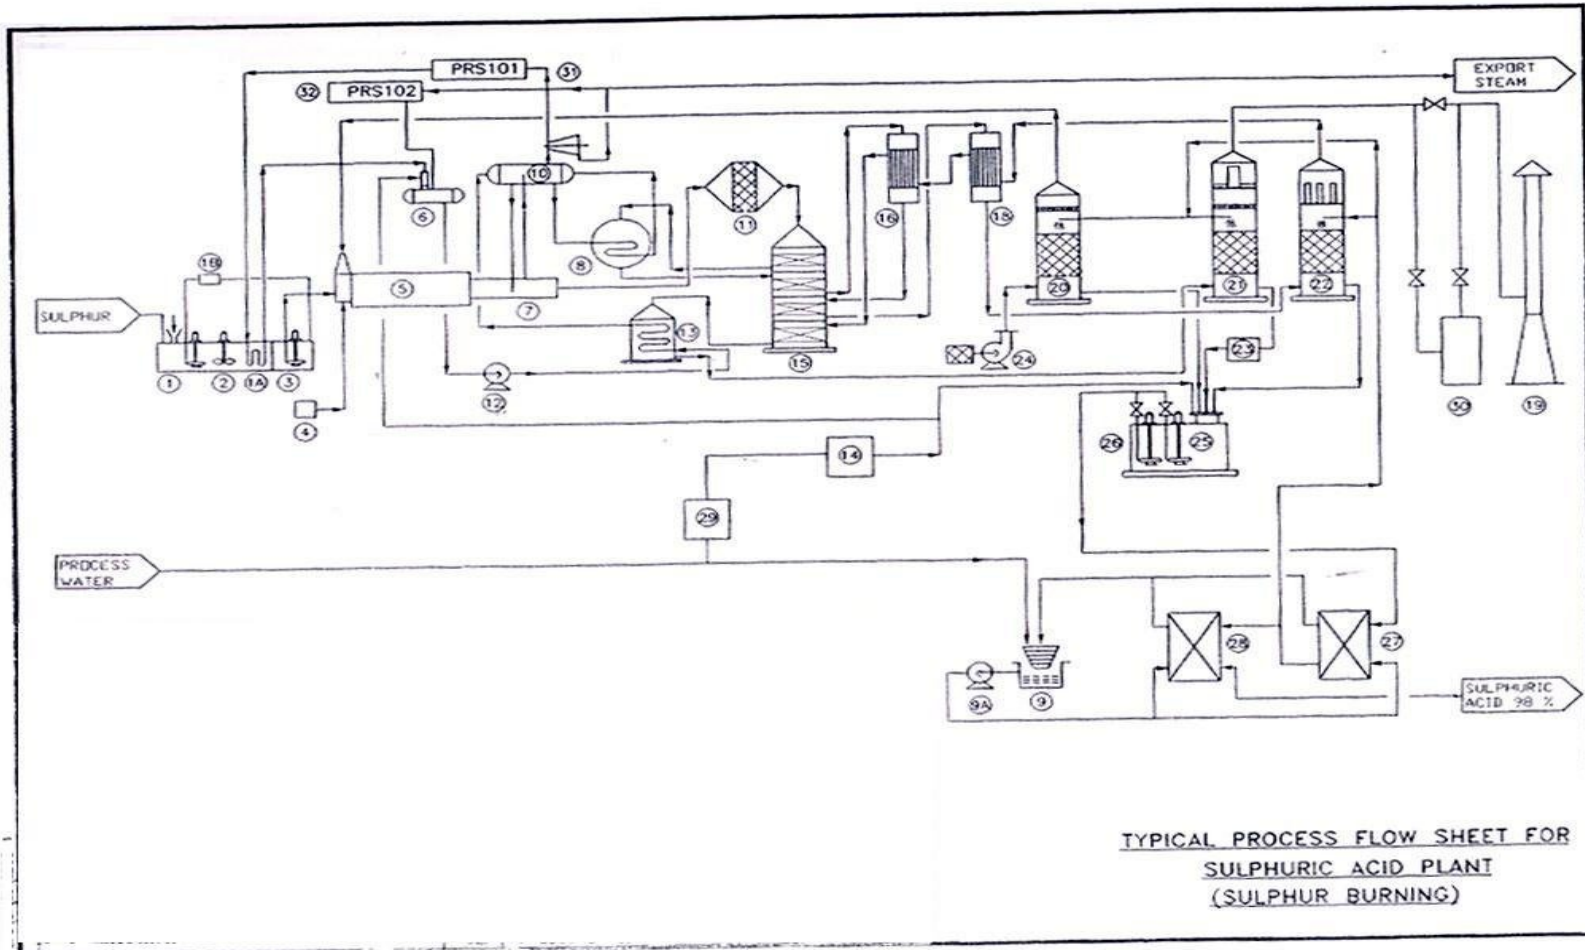 PRS101
31
32
PRS102
EXPORT
STEAM
10
6
11
16
18
8
1B
5
SULPHUR
7
13
20
21
22
15
24
23
1
2
1A
3
12
30
19
4
26
25
14
29
PROCESS
WATER
28
27
9A
9
SULPHURIC
ACID 98 %
TYPICAL PROCESS FLOW SHEET FOR
SULPHURIC ACID PLANT
(SULPHUR BURNING)